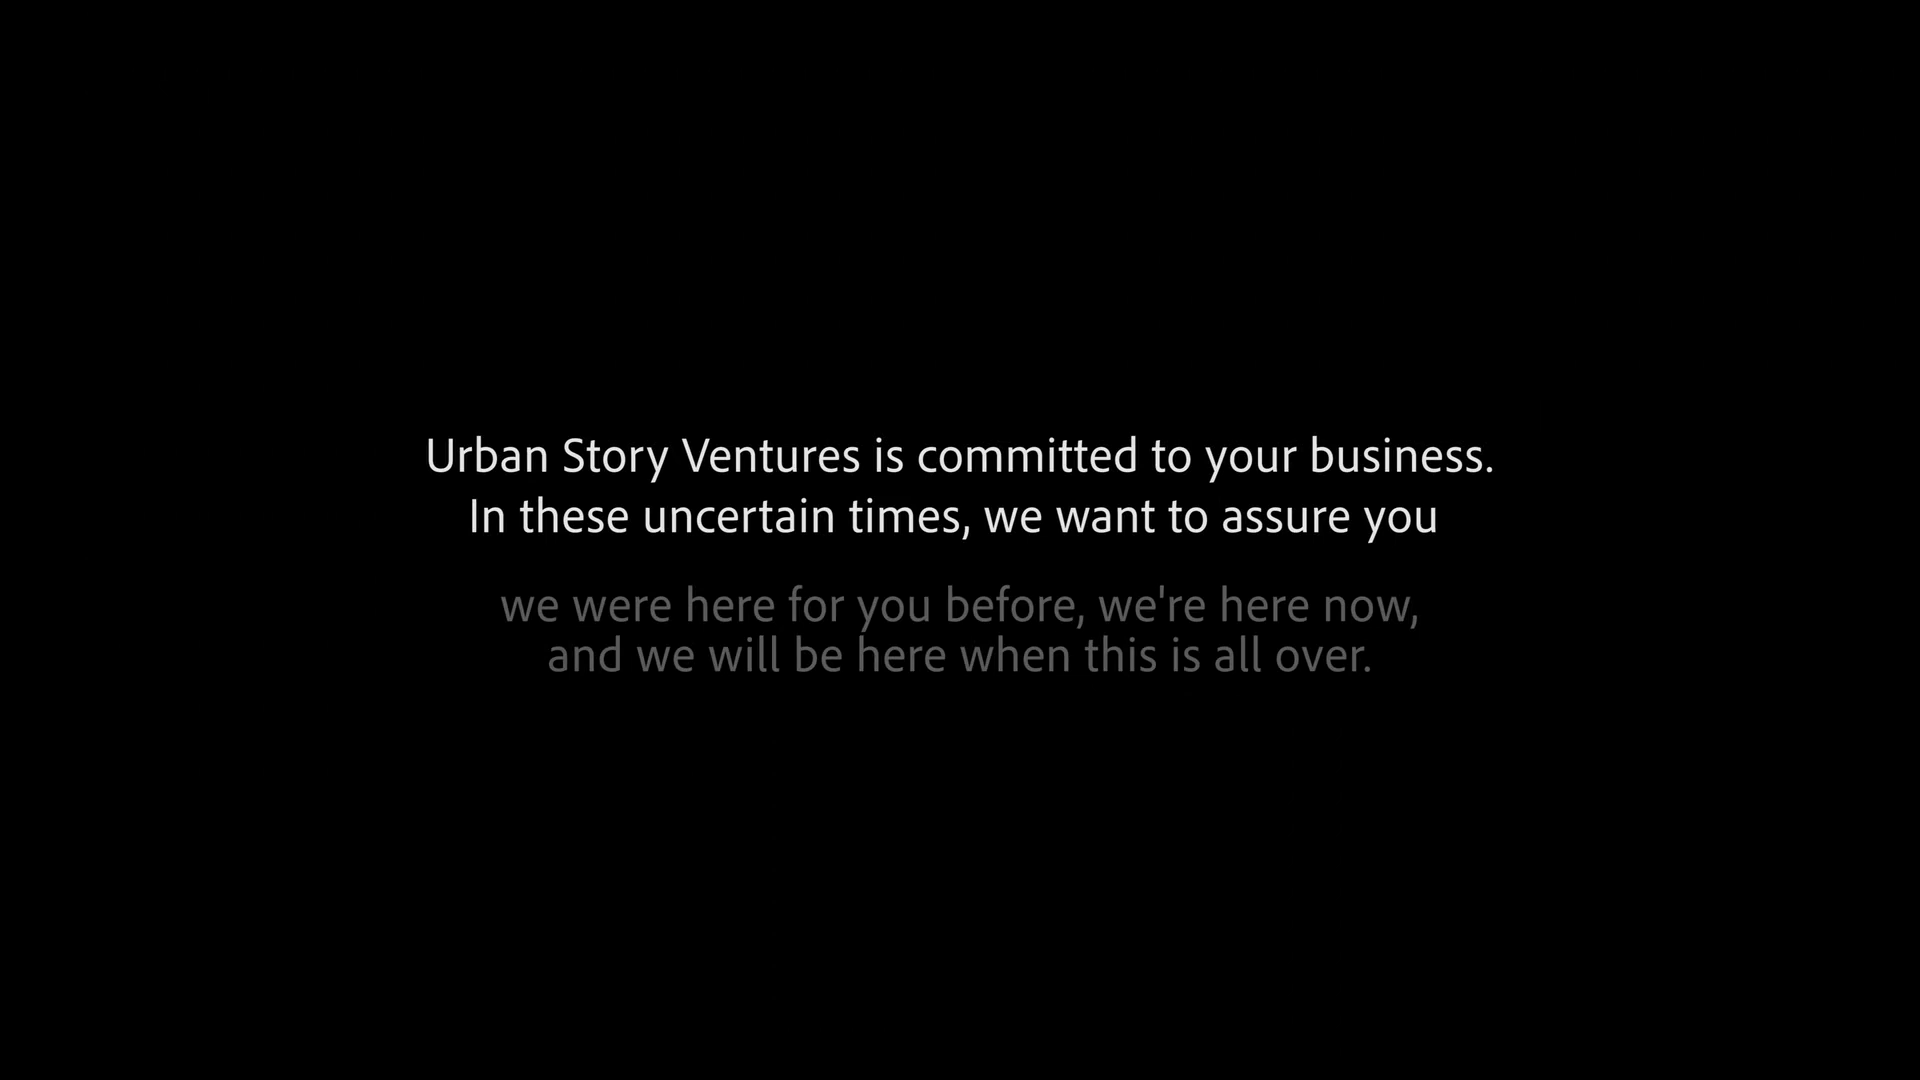 Urban Story Ventures is committed to your business.
In these uncertain times, we want to assure you
we were here for you before, we're here now,
and we will be here when this is all over.